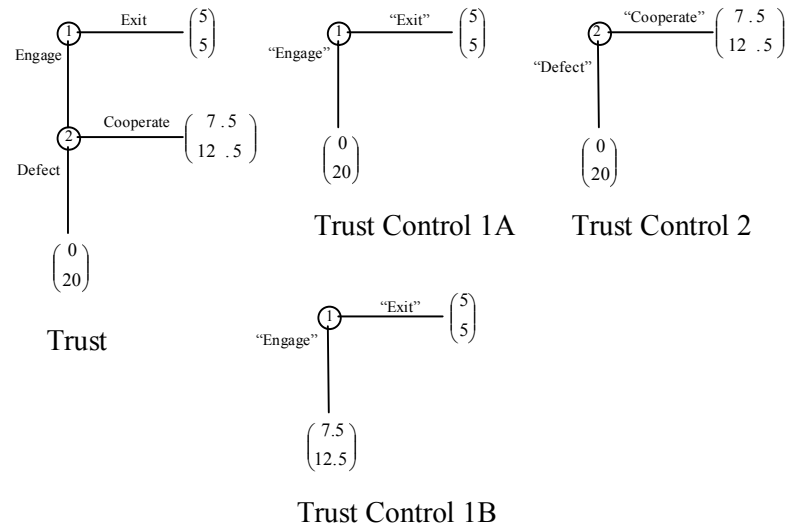 1
Exit
5
5
Engage
2
Cooperate
7 . 5
12 . 5
Defect
0
20
Trust
1
“Exit”
5
5
“Engage”
0
20
Trust Control 1A
2
“Cooperate”
7 . 5
12 . 5
“Defect”
0
20
Trust Control 2
1
“Exit”
5
5
“Engage”
7.5
12.5
Trust Control 1B